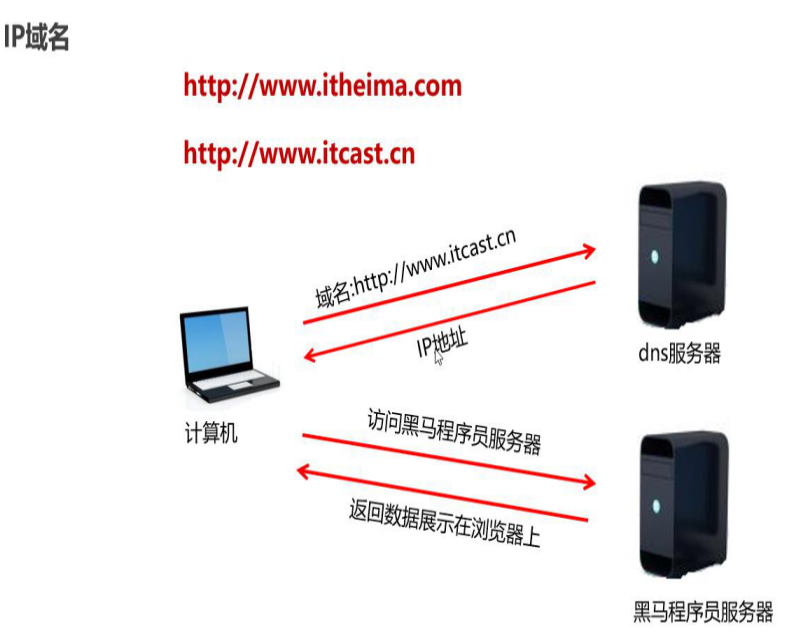 IP域名
http://www.itheima.com
http://www.itcast.cn
域名:http://www.itcast.cn
IP地址
dns服务器
计算机
访问黑马程序员服务器
返回数据展示在浏览器上
黑马程序员服务器